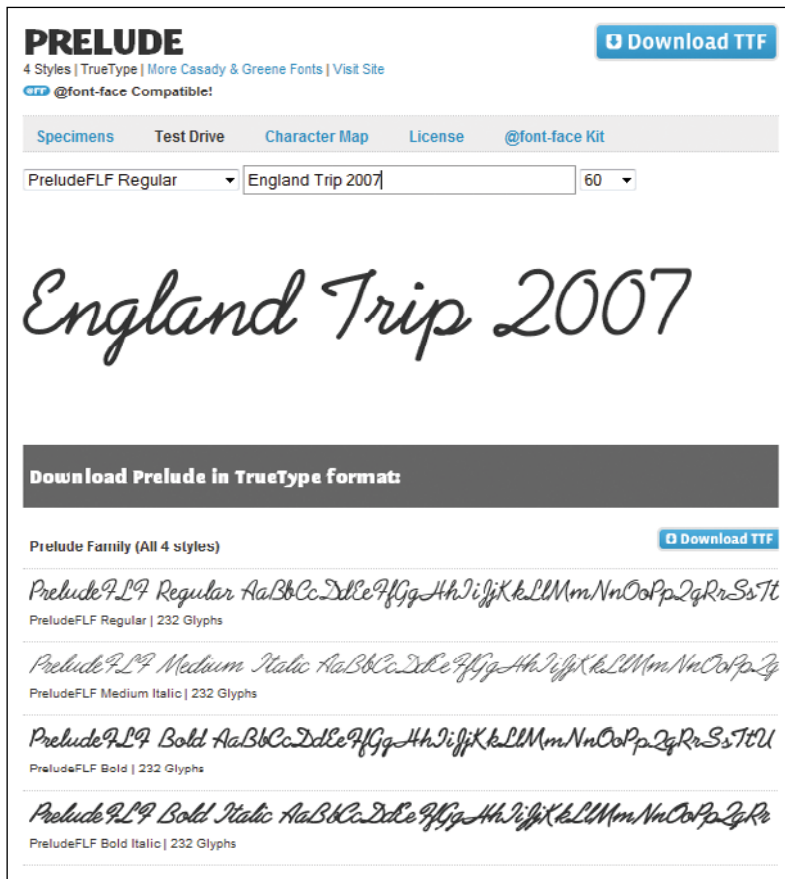 PRELUDE
Download TTF
4 Styles | TrueType | More Casady & Greene Fonts | Visit Site
OTF @font-face Compatible!
Specimens Test Drive Character Map License @font-face Kit
PreludeFLF Regular England Trip 2007 60
England Trip 2007
Download Prelude in TrueType format:
Prelude Family (All 4 styles) Download TTF
PreludeFLF Regular AaBbCcDdEeFfGgHhIiJjKkLlMmNnOoPpQqRrSsTt
PreludeFLF Regular | 232 Glyphs
PreludeFLF Medium Italic AaBbCcDdEeFfGgHhIiJjKkLlMmNnOoPpQq
PreludeFLF Medium Italic | 232 Glyphs
PreludeFLF Bold AaBbCcDdEeFfGgHhIiJjKkLlMmNnOoPpQqRrSsTtU
PreludeFLF Bold | 232 Glyphs
PreludeFLF Bold Italic AaBbCcDdEeFfGgHhIiJjKkLlMmNnOoPpQqRr
PreludeFLF Bold Italic | 232 Glyphs